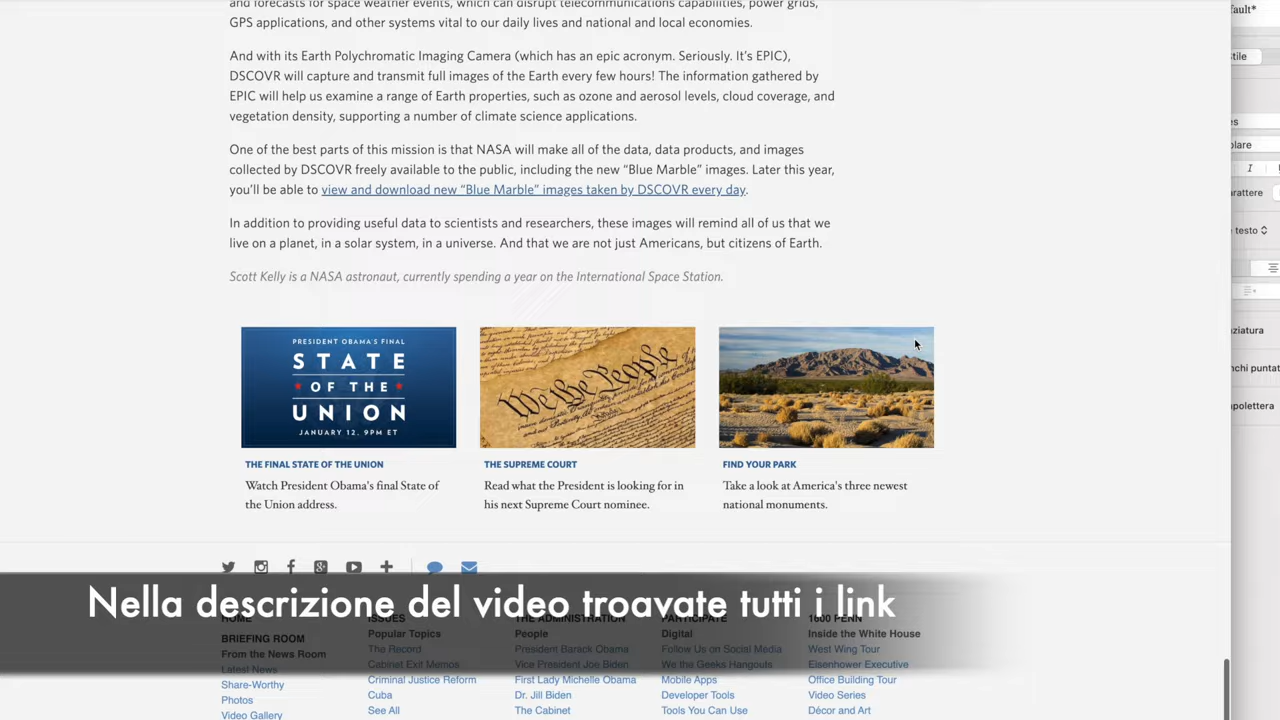 and forecasts for space weather events, which can disrupt telecommunications capabilities, power grids,
GPS applications, and other systems vital to our daily lives and national and local economies.
And with its Earth Polychromatic Imaging Camera (which has an epic acronym. Seriously. It's EPIC),
DSCOVR will capture and transmit full images of the Earth every few hours! The information gathered by
EPIC will help us examine a range of Earth properties, such as ozone and aerosol levels, cloud coverage, and
vegetation density, supporting a number of climate science applications.
One of the best parts of this mission is that NASA will make all of the data, data products, and images
collected by DSCOVR freely available to the public, including the new “Blue Marble” images. Later this year,
you'll be able to view and download new “Blue Marble” images taken by DSCOVR every day.
In addition to providing useful data to scientists and researchers, these images will remind all of us that we
live on a planet, in a solar system, in a universe. And that we are not just Americans, but citizens of Earth.
Scott Kelly is a NASA astronaut, currently spending a year on the International Space Station.
PRESIDENT OBAMA'S FINAL
STATE
OF THE
UNION
JANUARY 12. 9PM ET
We the People
THE FINAL STATE OF THE UNION
Watch President Obama's final State of
the Union address.
THE SUPREME COURT
Read what the President is looking for in
his next Supreme Court nominee.
FIND YOUR PARK
Take a look at America's three newest
national monuments.
Nella descrizione del video troavate tutti i link
HOME
BRIEFING ROOM
From the News Room
Latest News
Share-Worthy
Photos
Video Gallery
ISSUES
Popular Topics
The Record
Cabinet Exit Memos
Criminal Justice Reform
Cuba
See All
THE ADMINISTRATION
People
President Barack Obama
Vice President Joe Biden
First Lady Michelle Obama
Dr. Jill Biden
The Cabinet
PARTICIPATE
Digital
Follow Us on Social Media
We the Geeks Hangouts
Mobile Apps
Developer Tools
Tools You Can Use
1600 PENN
Inside the White House
West Wing Tour
Eisenhower Executive
Office Building Tour
Video Series
Décor and Art
fault*
tile
es
olare
I
arattere
e testo
nziatura
nchi puntat
apolettera